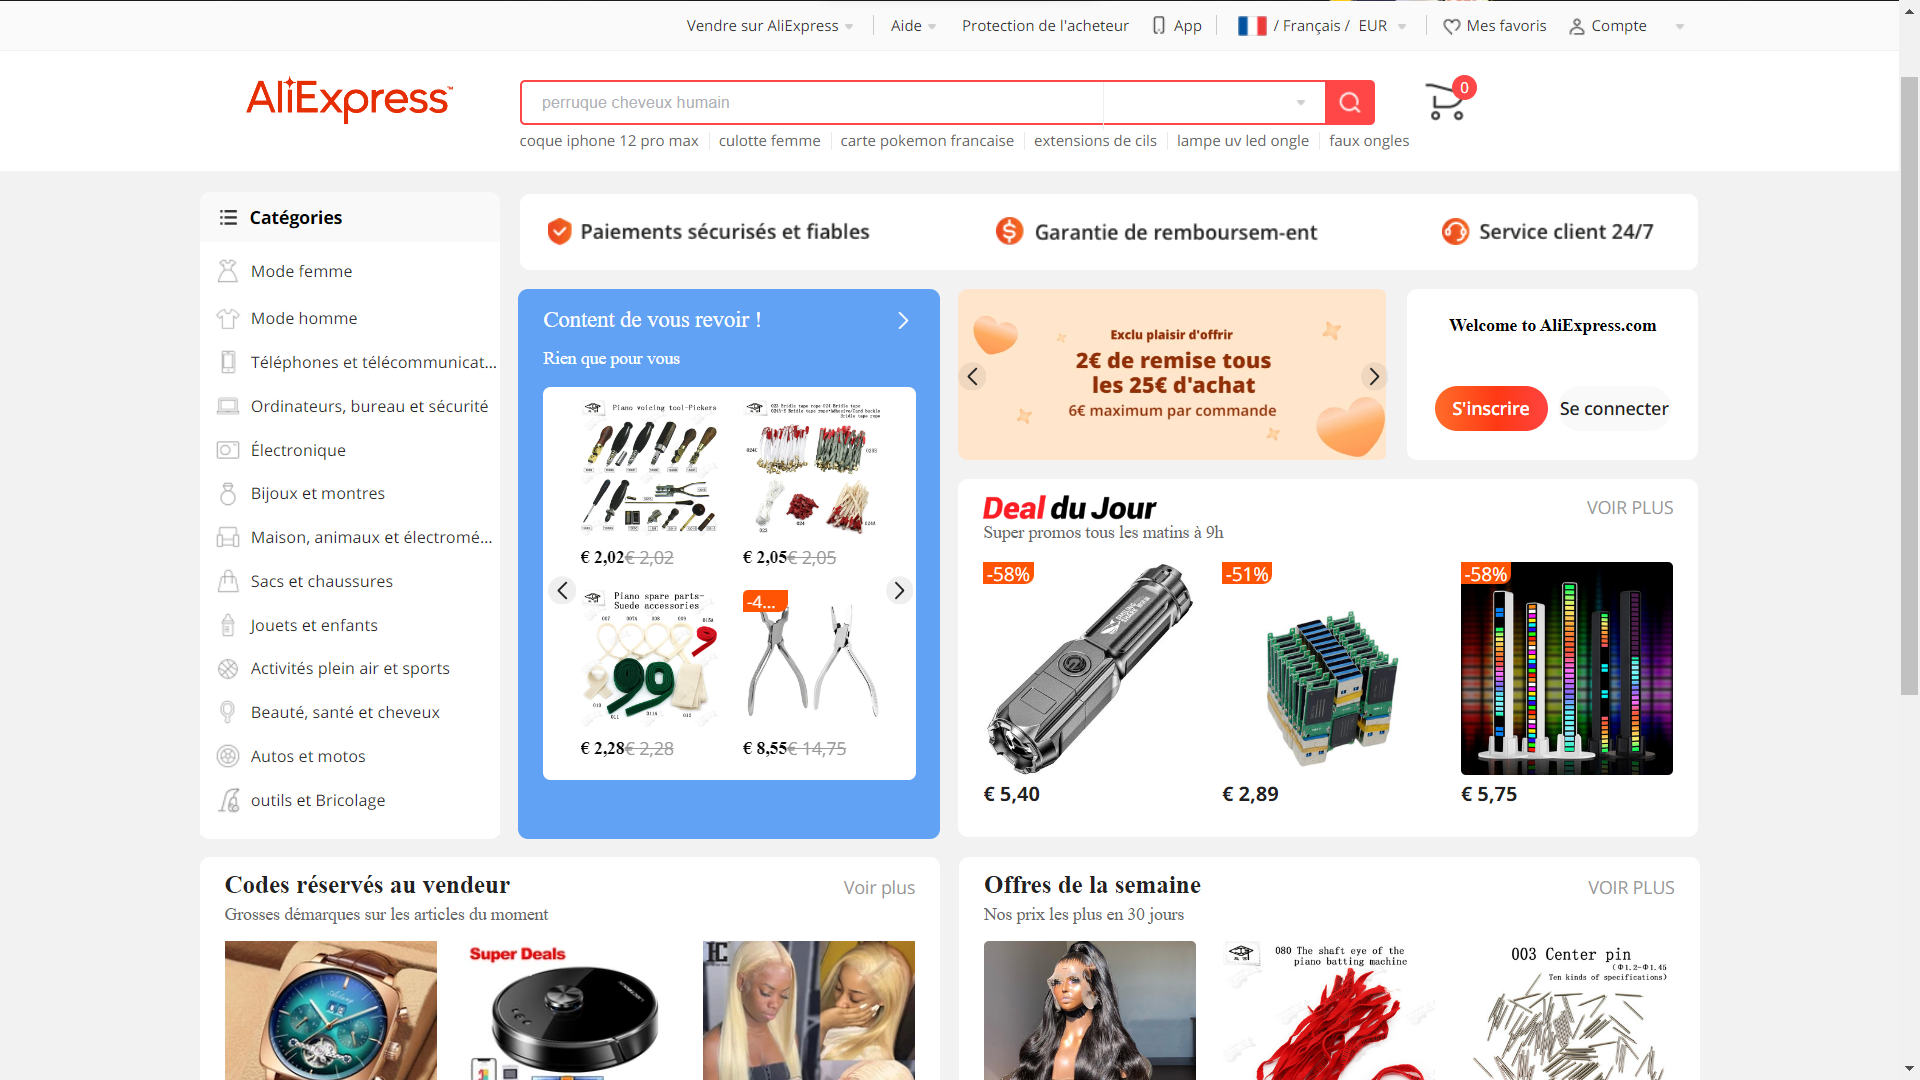 Vendre sur AliExpress
Aide
Protection de l'acheteur
App
/ Français / EUR
Mes favoris
Compte
AliExpress
perruque cheveux humain
0
coque iphone 12 pro max
culotte femme
carte pokemon francaise
extensions de cils
lampe uv led ongle
faux ongles
Catégories
Mode femme
Mode homme
Téléphones et télécommunicat...
Ordinateurs, bureau et sécurité
Électronique
Bijoux et montres
Maison, animaux et électromé...
Sacs et chaussures
Jouets et enfants
Activités plein air et sports
Beauté, santé et cheveux
Autos et motos
outils et Bricolage
Paiements sécurisés et fiables
Garantie de remboursem-ent
Service client 24/7
Content de vous revoir !
Rien que pour vous
Piano voicing tool-Pickers
€ 2,02€ 2,02
€ 2,05€ 2,05
Piano spare parts-
Suede accessories
-4...
€ 2,28€ 2,28
€ 8,55€ 14,75
Exclu plaisir d'offrir
2€ de remise tous
les 25€ d'achat
6€ maximum par commande
Welcome to AliExpress.com
S'inscrire
Se connecter
Deal du Jour
VOIR PLUS
Super promos tous les matins à 9h
-58%
-51%
-58%
€ 5,40
€ 2,89
€ 5,75
Codes réservés au vendeur
Voir plus
Grosses démarques sur les articles du moment
Super Deals
Offres de la semaine
VOIR PLUS
Nos prix les plus en 30 jours
080 The shaft eye of the
piano batting machine
003 Center pin
(Φ1.2-Φ1.45
Ten kinds of specifications)